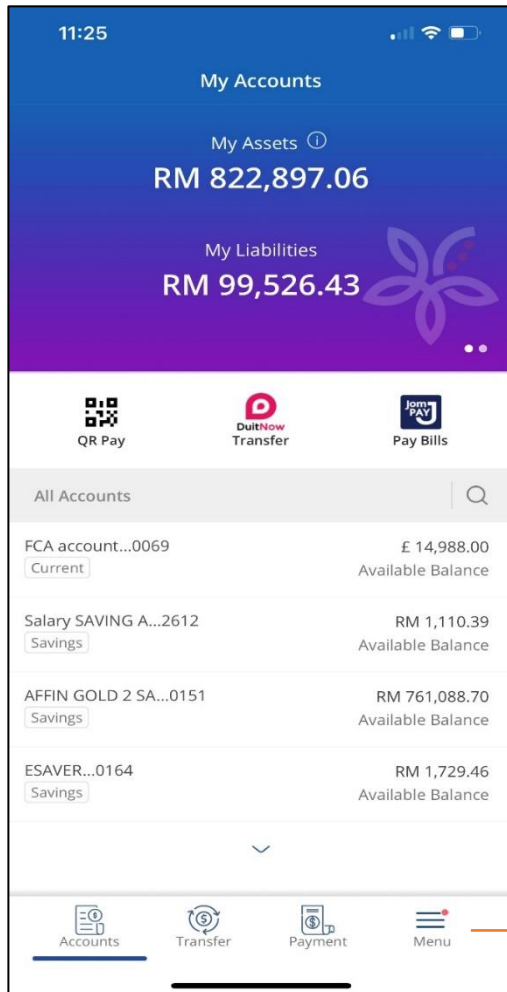 11:25
My Accounts
My Assets
RM 822,897.06
My Liabilities
RM 99,526.43
QR Pay
DuitNow
Transfer
Jom
PAY
Pay Bills
All Accounts
FCA account...0069
£ 14,988.00
Current
Available Balance
Salary SAVING A...2612
RM 1,110.39
Savings
Available Balance
AFFIN GOLD 2 SA...0151
RM 761,088.70
Savings
Available Balance
ESAVER...0164
RM 1,729.46
Savings
Available Balance
Accounts
Transfer
Payment
Menu